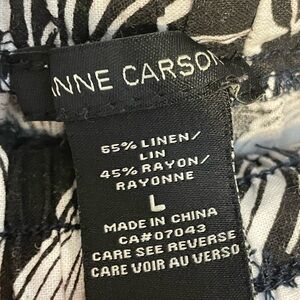 ANNE CARSON
65% LINEN/
LIN
45% RAYON/
RAYONNE
L
MADE IN CHINA
CA#07043
CARE SEE REVERSE
CARE VOIR AU VERSO